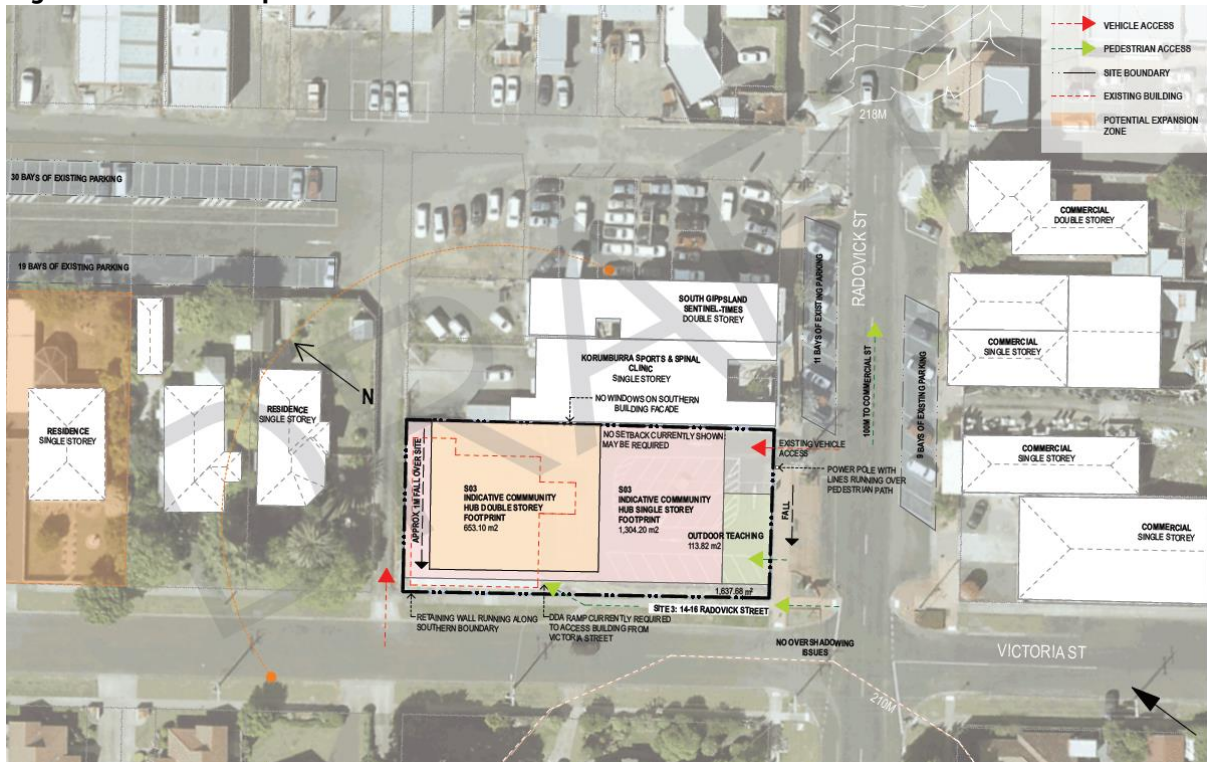 VEHICLE ACCESS
PEDESTRIAN ACCESS
SITE BOUNDARY
EXISTING BUILDING
POTENTIAL EXPANSION
ZONE
218M
30 BAYS OF EXISTING PARKING
19 BAYS OF EXISTING PARKING
RADOVICK ST
COMMERCIAL
DOUBLE STOREY
SOUTH GIPPSLAND
SENTINEL-TIMES
DOUBLE STOREY
11 BAYS OF EXISTING PARKING
KORUMBURRA SPORTS & SPINAL
CLINIC
SINGLE STOREY
COMMERCIAL
SINGLE STOREY
100M TO COMMERCIAL ST
9 BAYS OF EXISTING PARKING
N
NO WINDOWS ON SOUTHERN
BUILDING FACADE
RESIDENCE
SINGLE STOREY
RESIDENCE
SINGLE STOREY
NO SETBACK CURRENTLY SHOWN
MAY BE REQUIRED
EXISTING VEHICLE
ACCESS
COMMERCIAL
SINGLE STOREY
POWER POLE WITH
LINES RUNNING OVER
PEDESTRIAN PATH
APPROX 1M FALL OVER SITE
S03
INDICATIVE COMMMUNITY
HUB DOUBLE STOREY
FOOTPRINT
653.10 m2
S03
INDICATIVE COMMMUNITY
HUB SINGLE STOREY
FOOTPRINT
1,304.20 m2
FALL
OUTDOOR TEACHING
113.82 m2
COMMERCIAL
SINGLE STOREY
1,637.68 m²
SITE 3: 14-16 RADOVICK STREET
RETAINING WALL RUNNING ALONG
SOUTHERN BOUNDARY
DDA RAMP CURRENTLY REQUIRED
TO ACCESS BUILDING FROM
VICTORIA STREET
NO OVERSHADOWING
ISSUES
VICTORIA ST
210M